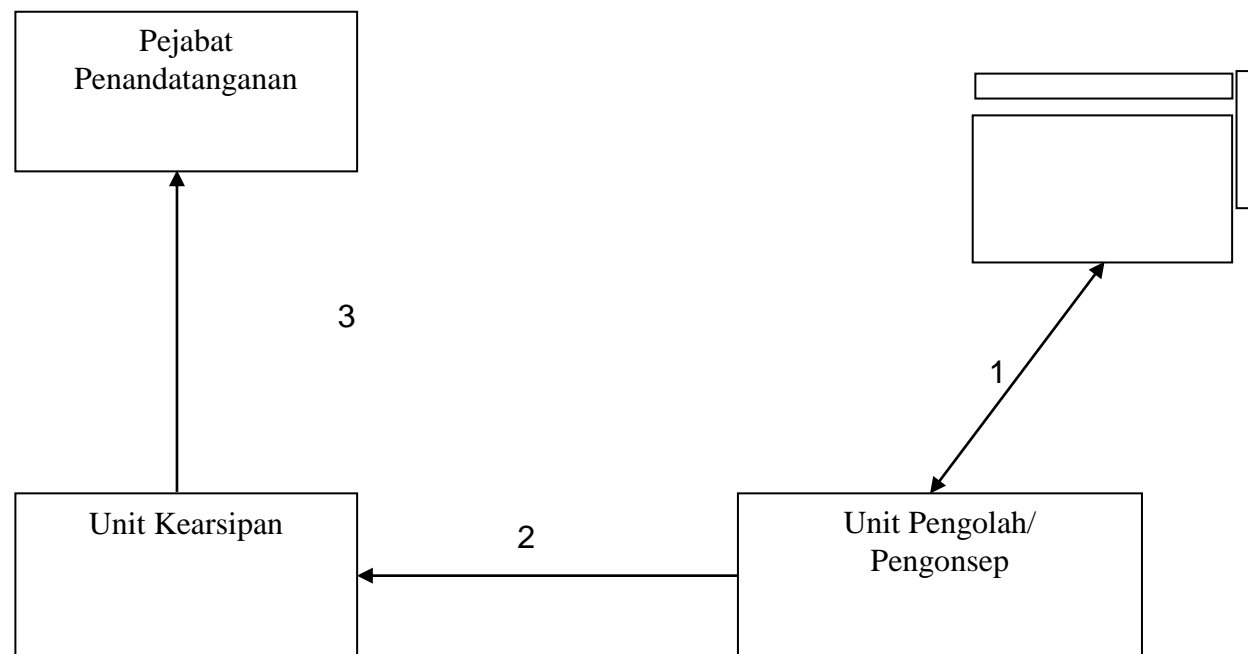 Pejabat
Penandatanganan
3
1
Unit Kearsipan
2
Unit Pengolah/
Pengonsep